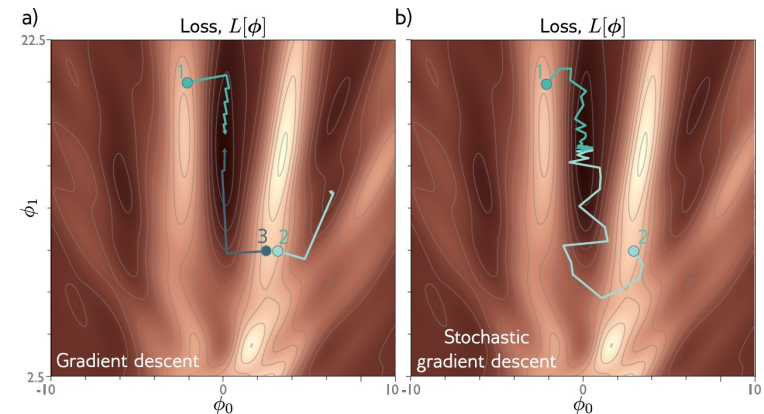 a)
Loss, L[ϕ]
22.5
1
ϕ₁
3
2
Gradient descent
2.5
-10
0
10
ϕ₀
b)
Loss, L[ϕ]
1
2
Stochastic
gradient descent
-10
0
10
ϕ₀